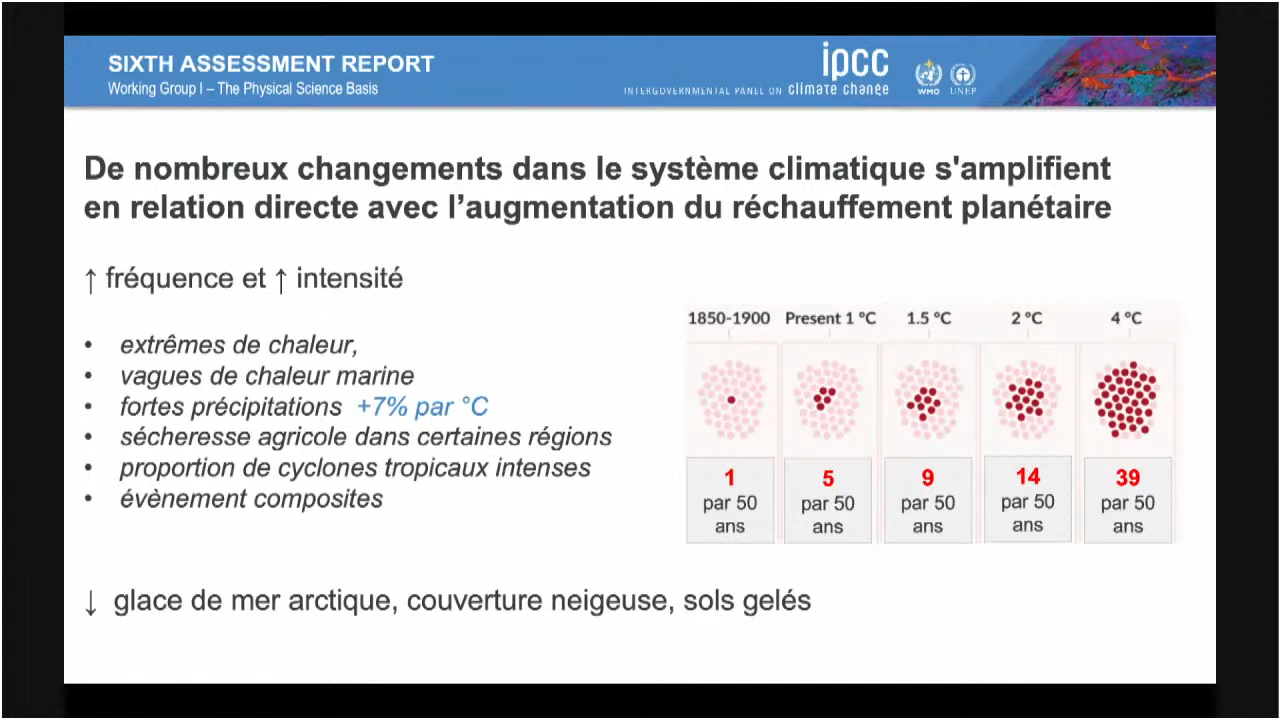 SIXTH ASSESSMENT REPORT
Working Group I – The Physical Science Basis
ipcc
INTERGOVERNMENTAL PANEL ON climate change
WMO UNEP
De nombreux changements dans le système climatique s'amplifient
en relation directe avec l’augmentation du réchauffement planétaire
↑ fréquence et ↑ intensité
• extrêmes de chaleur,
• vagues de chaleur marine
• fortes précipitations +7% par °C
• sécheresse agricole dans certaines régions
• proportion de cyclones tropicaux intenses
• évènement composites
1850-1900 Present 1 °C 1.5 °C 2 °C 4 °C
1 5 9 14 39
par 50 par 50 par 50 par 50 par 50
ans ans ans ans ans
↓ glace de mer arctique, couverture neigeuse, sols gelés